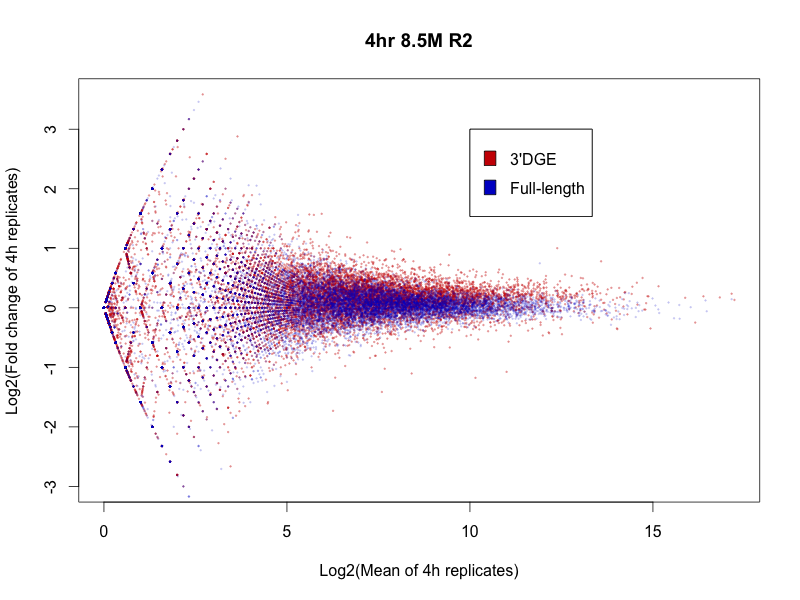 4hr 8.5M R2
3'DGE
Full-length
Log2(Fold change of 4h replicates)
3
2
1
0
-1
-2
-3
0 5 10 15
Log2(Mean of 4h replicates)